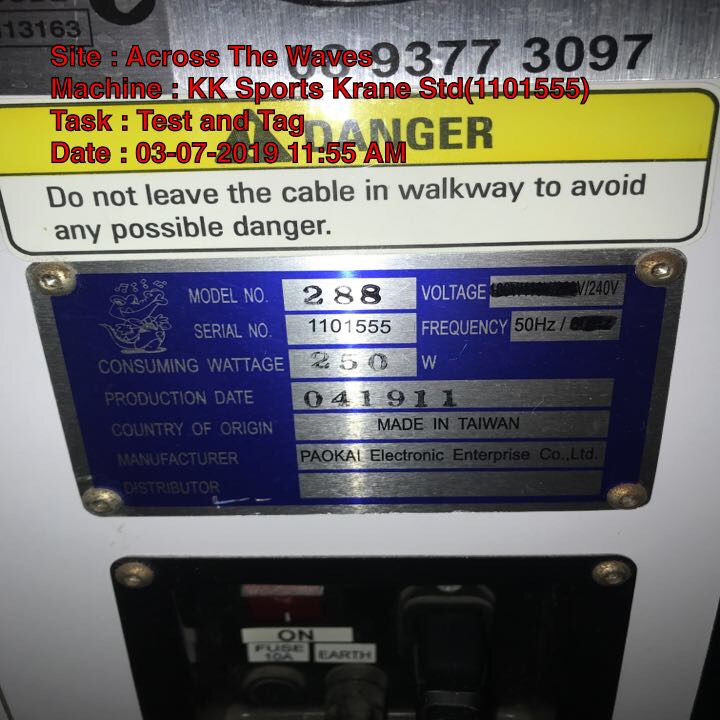 13163
08 9377 3097
Site : Across The Waves
Machine : KK Sports Krane Std(1101555)
Task : Test and Tag
Date : 03-07-2019 11:55 AM
DANGER
Do not leave the cable in walkway to avoid
any possible danger.
MODEL NO. 288 VOLTAGE V/240V
SERIAL NO. 1101555 FREQUENCY 50Hz /
CONSUMING WATTAGE 250 W
PRODUCTION DATE 041911
COUNTRY OF ORIGIN MADE IN TAIWAN
MANUFACTURER PAOKAI Electronic Enterprise Co.,Ltd.
DISTRIBUTOR
ON
FUSE
10A
EARTH